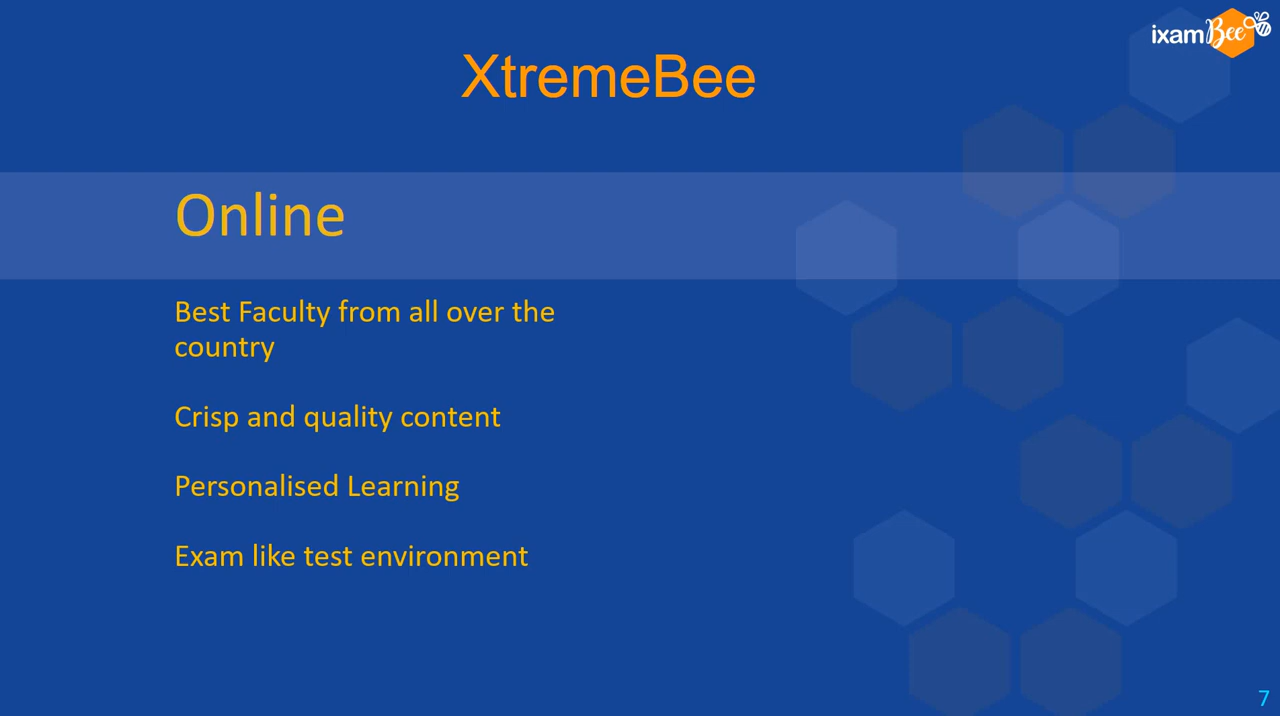 ixamBee
XtremeBee
Online
Best Faculty from all over the
country
Crisp and quality content
Personalised Learning
Exam like test environment
7